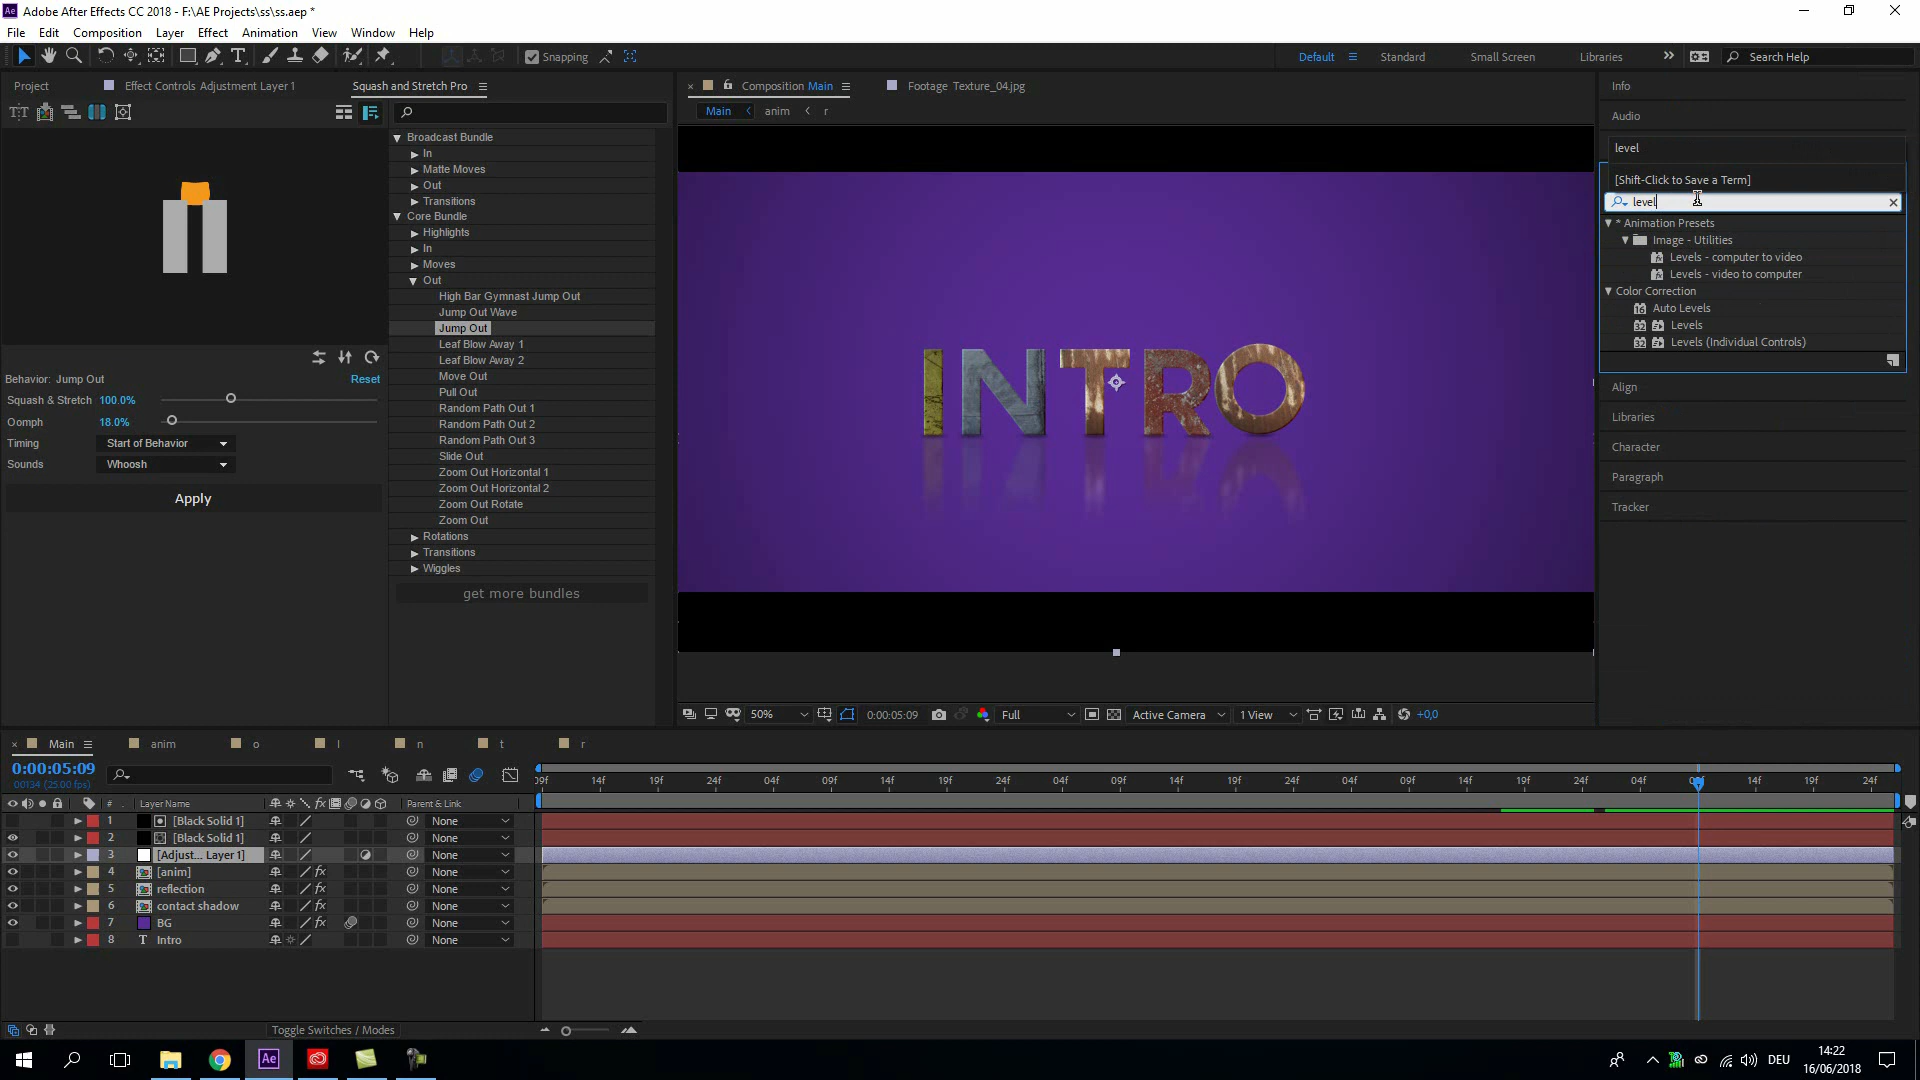 Adobe After Effects CC 2018 - F:\AE Projects\ss\ss.aep *
File Edit Composition Layer Effect Animation View Window Help
Snapping
Default Standard Small Screen Libraries Search Help
Project Effect Controls Adjustment Layer 1 Squash and Stretch Pro
Composition Main Footage Texture_04.jpg
Main anim r
Info
Audio
level
[Shift-Click to Save a Term]
level
* Animation Presets
Image - Utilities
Levels - computer to video
Levels - video to computer
Color Correction
Auto Levels
Levels
Levels (Individual Controls)
Align
Libraries
Character
Paragraph
Tracker
Broadcast Bundle
In
Matte Moves
Out
Transitions
Core Bundle
Highlights
In
Moves
Out
High Bar Gymnast Jump Out
Jump Out Wave
Jump Out
Leaf Blow Away 1
Leaf Blow Away 2
Move Out
Pull Out
Random Path Out 1
Random Path Out 2
Random Path Out 3
Slide Out
Zoom Out Horizontal 1
Zoom Out Horizontal 2
Zoom Out Rotate
Zoom Out
Rotations
Transitions
Wiggles
get more bundles
Behavior: Jump Out Reset
Squash & Stretch 100.0%
Oomph 18.0%
Timing Start of Behavior
Sounds Whoosh
Apply
INTRO
50% 0:00:05:09 Full Active Camera 1 View +0,0
Main anim o I n t r
0:00:05:09
00134 (25.00 fps)
09f 14f 19f 24f 04f 09f 14f 19f 24f 04f 09f 14f 19f 24f 04f 09f 14f 19f 24f 04f 14f 19f 24f
# Layer Name Parent & Link
1 [Black Solid 1] None
2 [Black Solid 1] None
3 [Adjust... Layer 1] None
4 [anim] None
5 reflection None
6 contact shadow None
7 BG None
8 T Intro None
Toggle Switches / Modes
DEU
14:22
16/06/2018